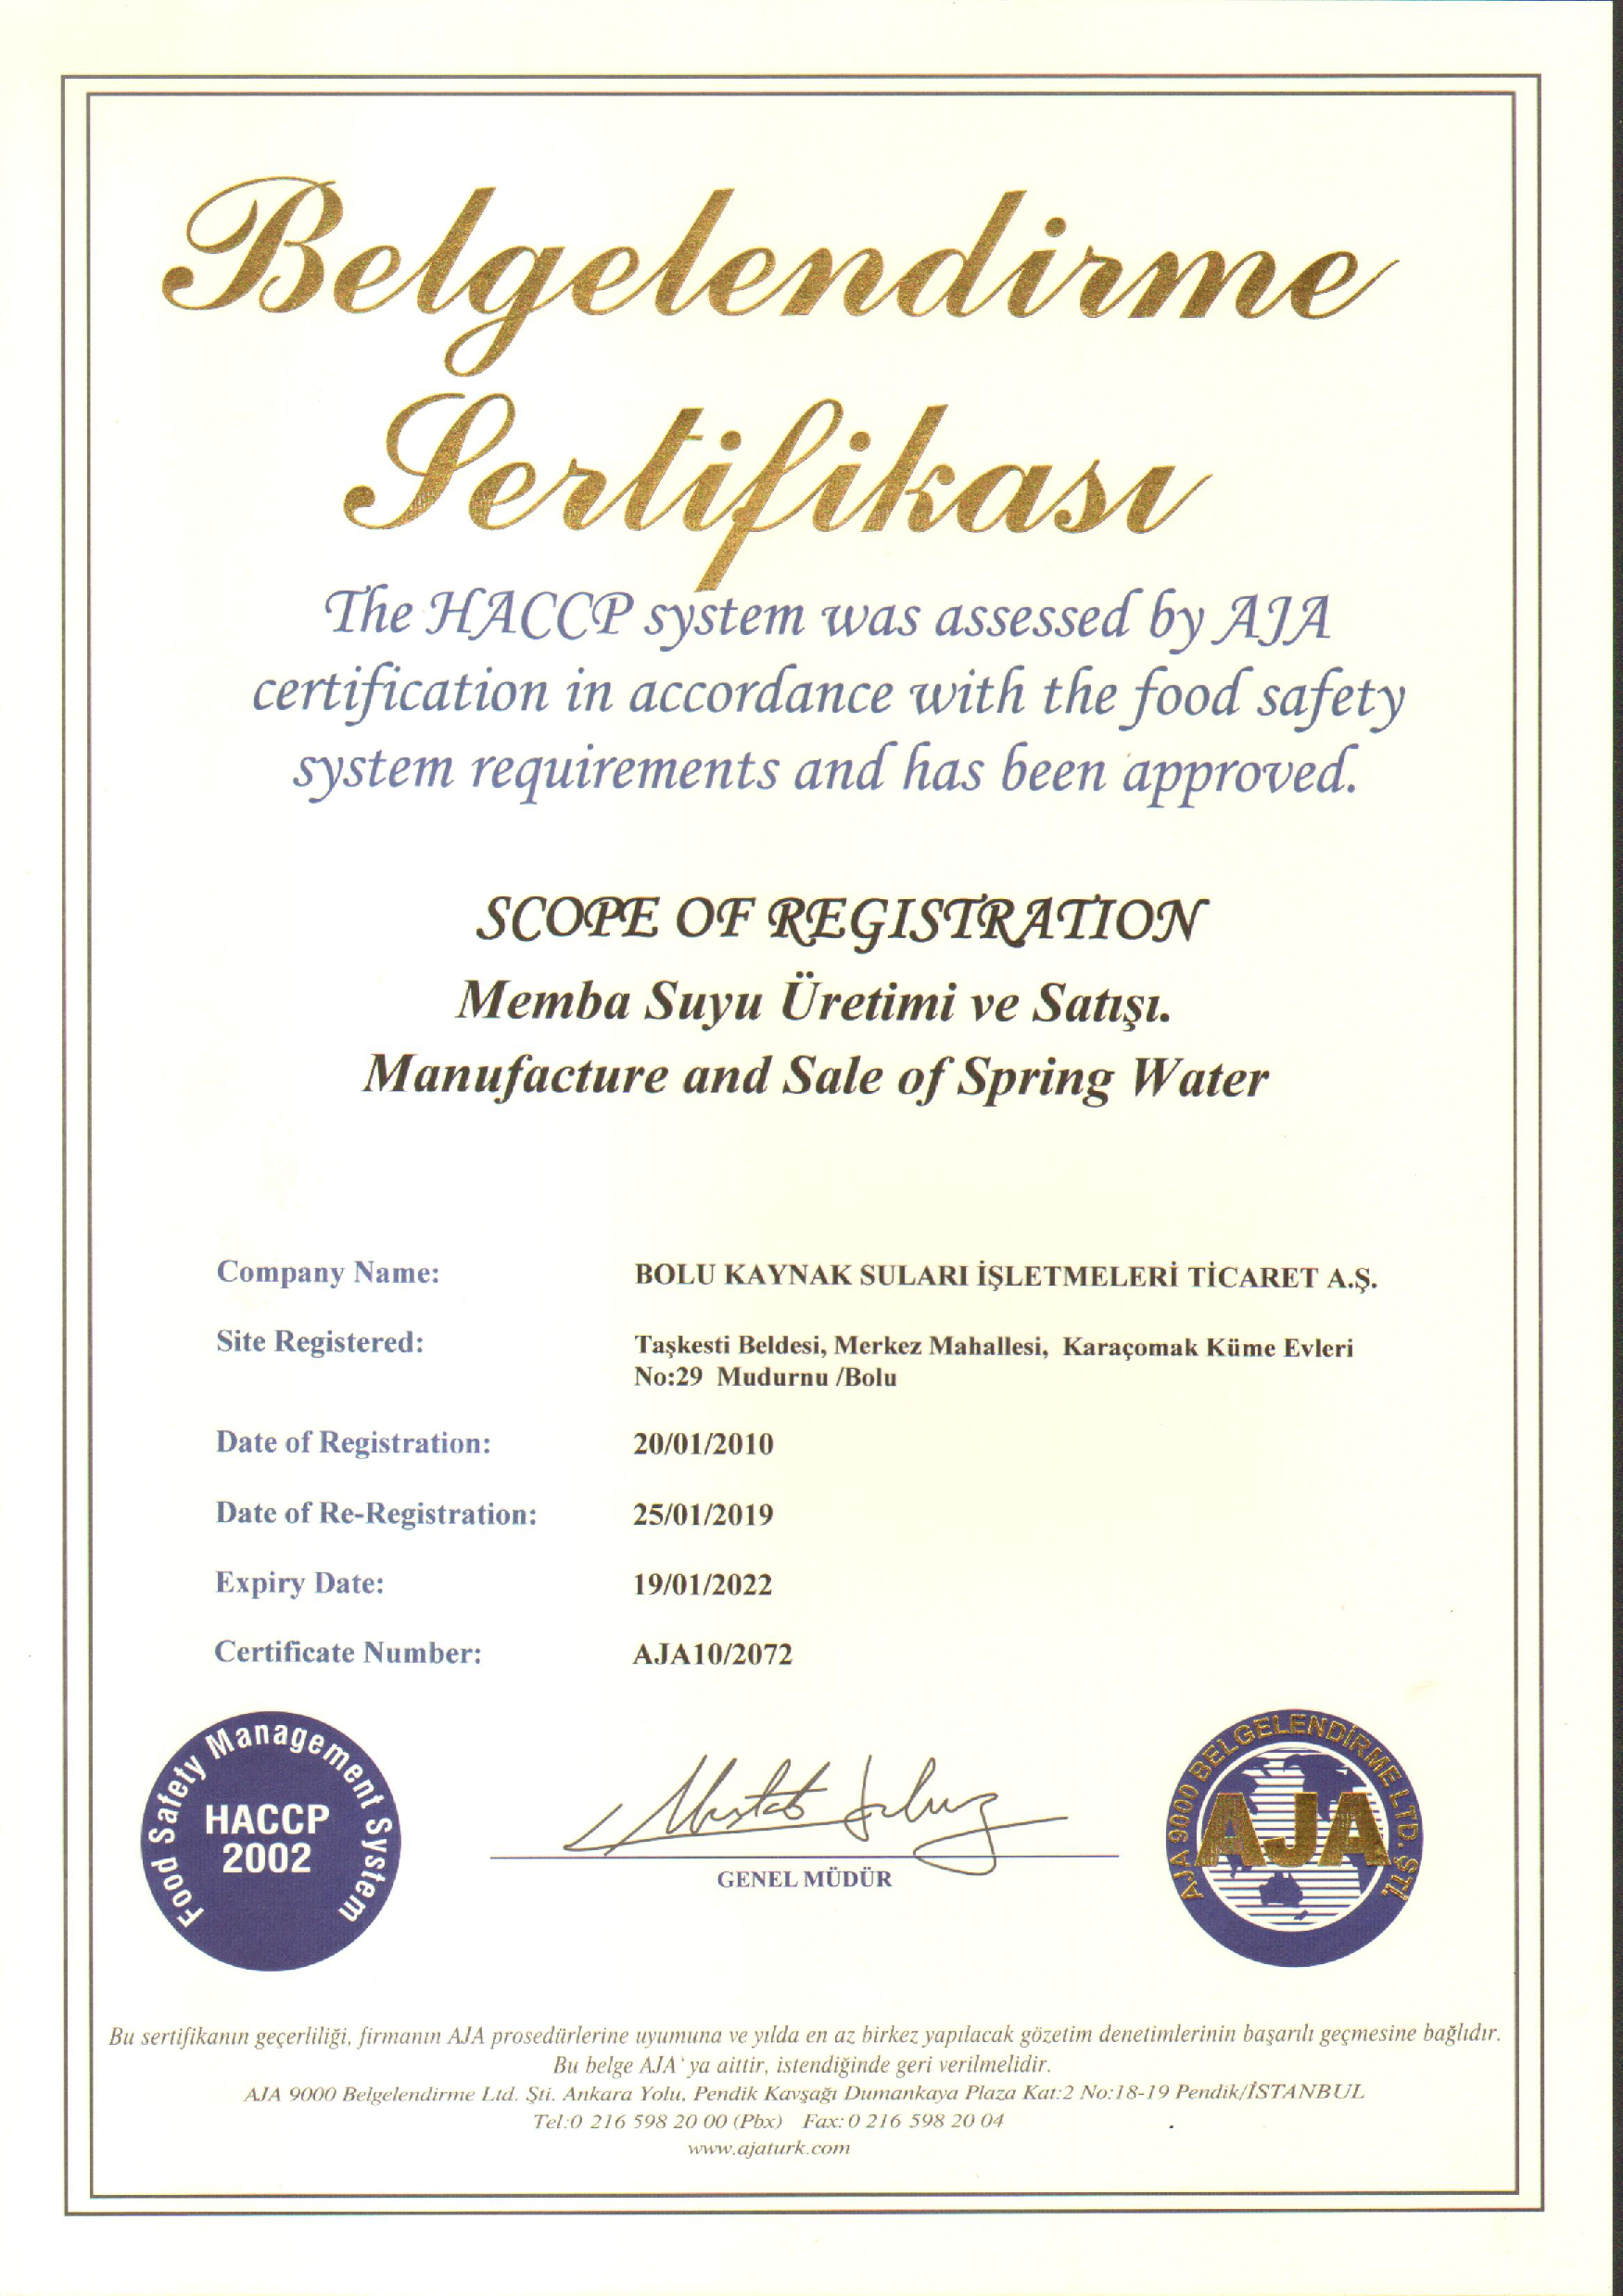 Belgelendirme
Sertifikası
The HACCP system was assessed by AJA
certification in accordance with the food safety
system requirements and has been approved.
SCOPE OF REGISTRATION
Memba Suyu Üretimi ve Satışı.
Manufacture and Sale of Spring Water
Company Name: BOLU KAYNAK SULARI İŞLETMELERİ TİCARET A.Ş.
Site Registered: Taşkesti Beldesi, Merkez Mahallesi, Karaçomak Küme Evleri
No:29 Mudurnu /Bolu
Date of Registration: 20/01/2010
Date of Re-Registration: 25/01/2019
Expiry Date: 19/01/2022
Certificate Number: AJA10/2072
Food Safety Management System
HACCP
2002
GENEL MÜDÜR
AJA 9000 BELGELENDİRME LTD. ŞTİ.
AJA
Bu sertifikanın geçerliliği, firmanın AJA prosedürlerine uyumuna ve yılda en az birkez yapılacak gözetim denetimlerinin başarılı geçmesine bağlıdır.
Bu belge AJA' ya aittir, istendiğinde geri verilmelidir.
AJA 9000 Belgelendirme Ltd. Şti. Ankara Yolu, Pendik Kavşağı Dumankaya Plaza Kat:2 No:18-19 Pendik/İSTANBUL
Tel:0 216 598 20 00 (Pbx) Fax: 0 216 598 20 04
www.ajaturk.com